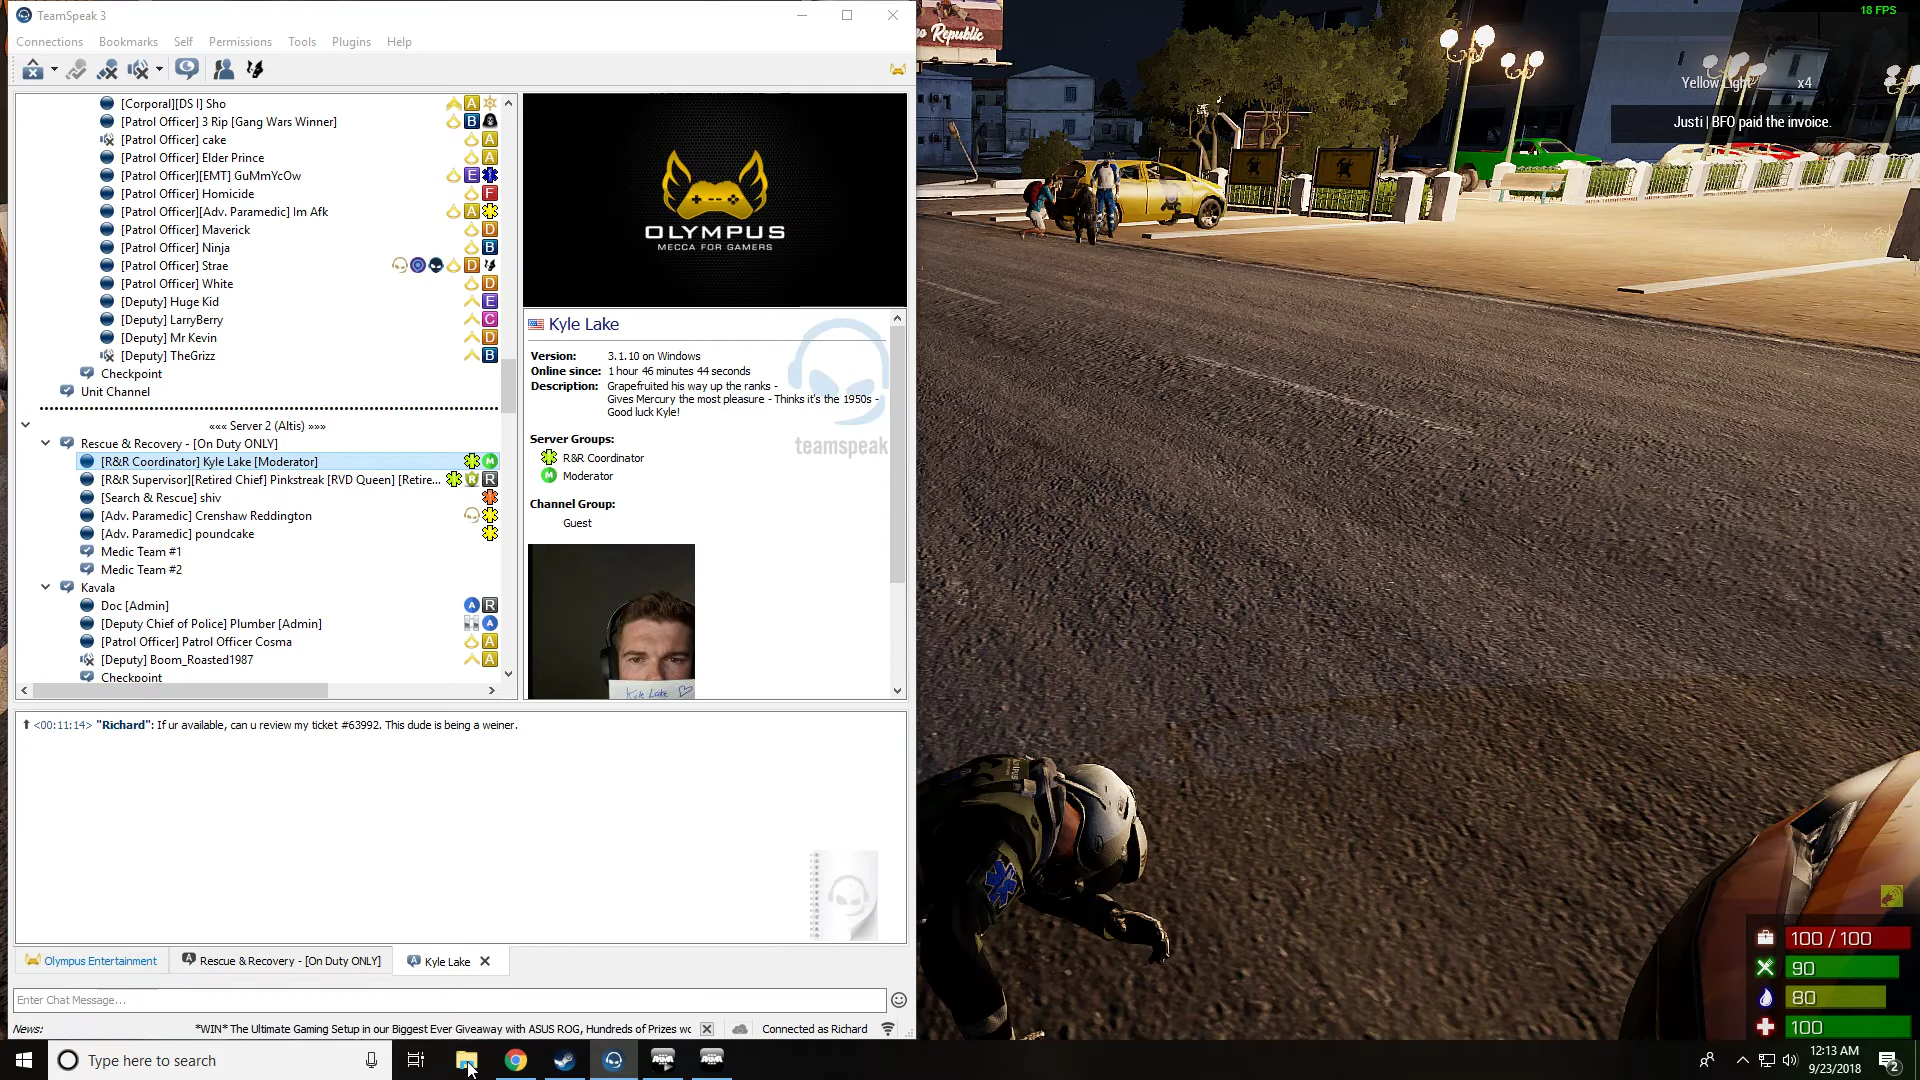 TeamSpeak 3
Connections Bookmarks Self Permissions Tools Plugins Help
[Corporal][DS I] Sho
[Patrol Officer] 3 Rip [Gang Wars Winner]
[Patrol Officer] cake
[Patrol Officer] Elder Prince
[Patrol Officer][EMT] GuMmYcOw
[Patrol Officer] Homicide
[Patrol Officer][Adv. Paramedic] Im Afk
[Patrol Officer] Maverick
[Patrol Officer] Ninja
[Patrol Officer] Strae
[Patrol Officer] White
[Deputy] Huge Kid
[Deputy] LarryBerry
[Deputy] Mr Kevin
[Deputy] TheGrizz
Checkpoint
Unit Channel
««« Server 2 (Altis) »»»
Rescue & Recovery - [On Duty ONLY]
[R&R Coordinator] Kyle Lake [Moderator]
[R&R Supervisor][Retired Chief] Pinkstreak [RVD Queen] [Retire...
[Search & Rescue] shiv
[Adv. Paramedic] Crenshaw Reddington
[Adv. Paramedic] poundcake
Medic Team #1
Medic Team #2
Kavala
Doc [Admin]
[Deputy Chief of Police] Plumber [Admin]
[Patrol Officer] Patrol Officer Cosma
[Deputy] Boom_Roasted1987
Checkpoint
OLYMPUS
MECCA FOR GAMERS
Kyle Lake
Version: 3.1.10 on Windows
Online since: 1 hour 46 minutes 44 seconds
Description: Grapefruited his way up the ranks -
Gives Mercury the most pleasure - Thinks it's the 1950s -
Good luck Kyle!
teamspeak
Server Groups:
R&R Coordinator
Moderator
Channel Group:
Guest
Kyle Lake
<00:11:14> "Richard": If ur available, can u review my ticket #63992. This dude is being a weiner.
Olympus Entertainment
Rescue & Recovery - [On Duty ONLY]
Kyle Lake
Enter Chat Message...
News: *WIN* The Ultimate Gaming Setup in our Biggest Ever Giveaway with ASUS ROG, Hundreds of Prizes wo
Connected as Richard
Type here to search
18 FPS
Republic
Yellow Light x4
Justi | BFO paid the invoice.
100 / 100
90
80
100
12:13 AM
9/23/2018
2